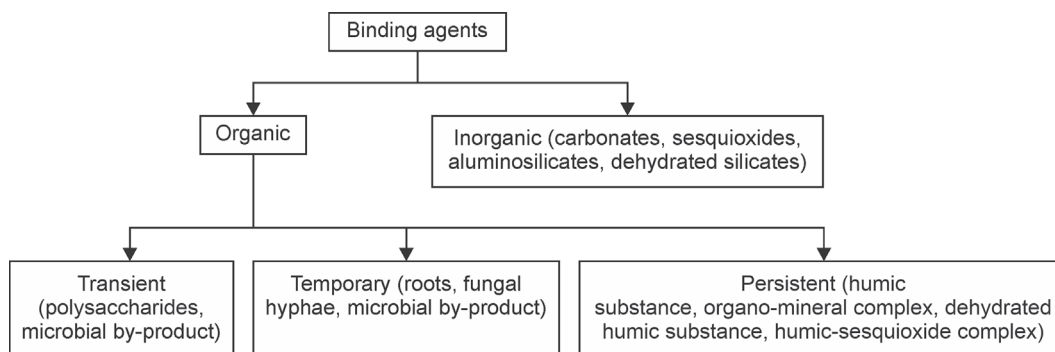 Binding agents
Organic
Inorganic (carbonates, sesquioxides,
aluminosilicates, dehydrated silicates)
Transient
(polysaccharides,
microbial by-product)
Temporary (roots, fungal
hyphae, microbial by-product)
Persistent (humic
substance, organo-mineral complex, dehydrated
humic substance, humic-sesquioxide complex)